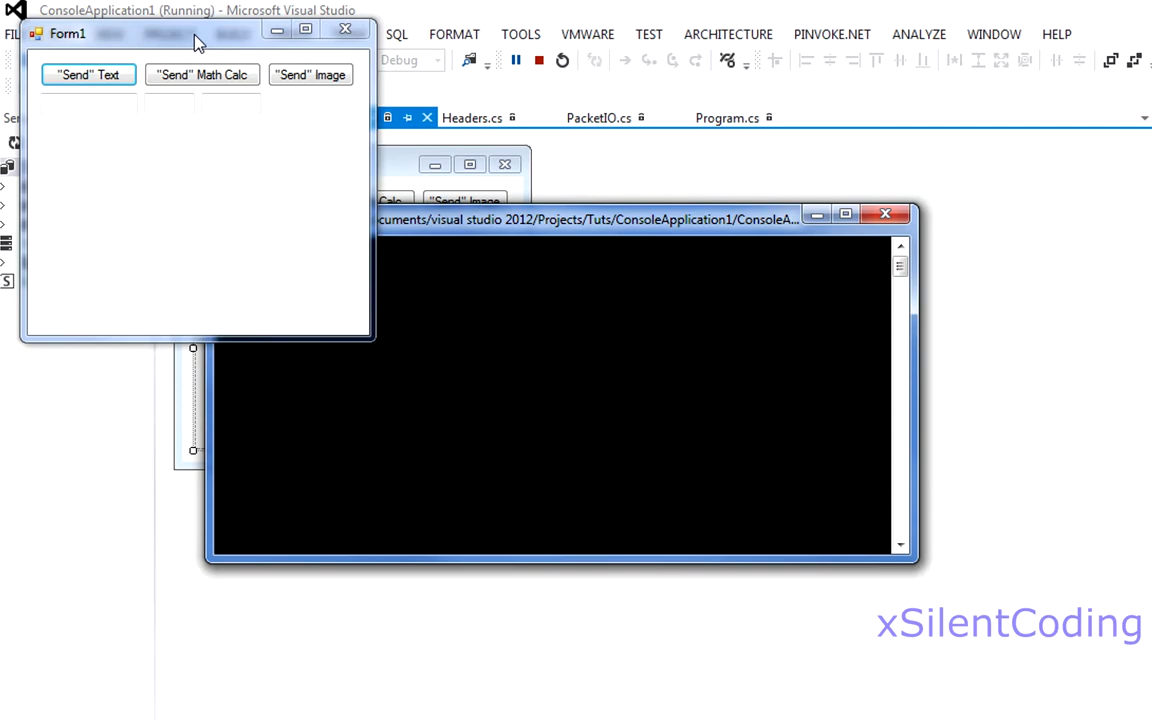 ConsoleApplication1 (Running) - Microsoft Visual Studio
Form1
SQL FORMAT TOOLS VMWARE TEST ARCHITECTURE PINVOKE.NET ANALYZE WINDOW HELP
Debug
"Send" Text "Send" Math Calc "Send" Image
Headers.cs PacketIO.cs Program.cs
Calc "Send" Image
ocuments/visual studio 2012/Projects/Tuts/ConsoleApplication1/ConsoleA...
xSilentCoding